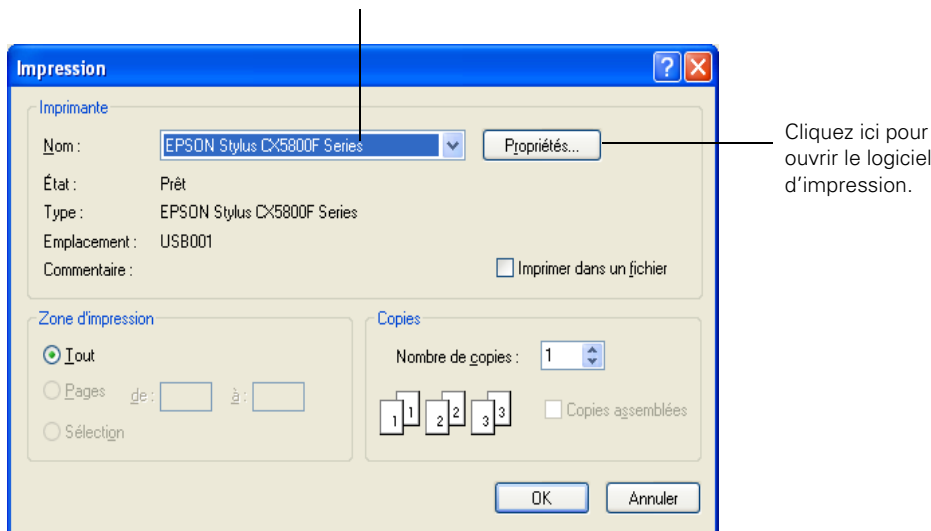 Impression
Imprimante
Nom : EPSON Stylus CX5800F Series Propriétés...
État : Prêt
Type : EPSON Stylus CX5800F Series
Emplacement : USB001
Commentaire : Imprimer dans un fichier
Cliquez ici pour
ouvrir le logiciel
d'impression.
Zone d'impression
Tout
Pages de : à :
Sélection
Copies
Nombre de copies : 1
1 1 2 2 3 3 Copies assemblées
OK Annuler